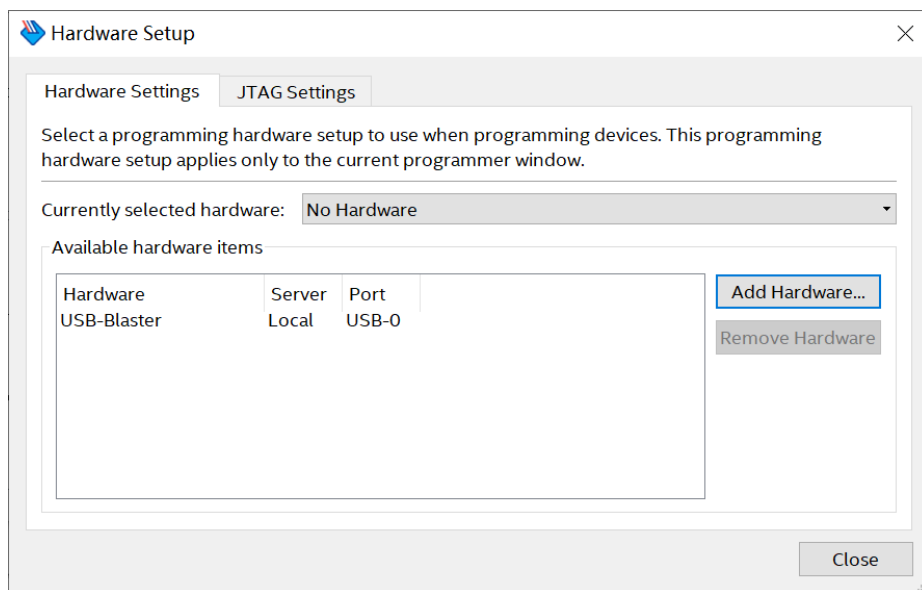 Hardware Setup
Hardware Settings
JTAG Settings
Select a programming hardware setup to use when programming devices. This programming
hardware setup applies only to the current programmer window.
Currently selected hardware:
No Hardware
Available hardware items
Hardware Server Port
USB-Blaster Local USB-0
Add Hardware...
Remove Hardware
Close